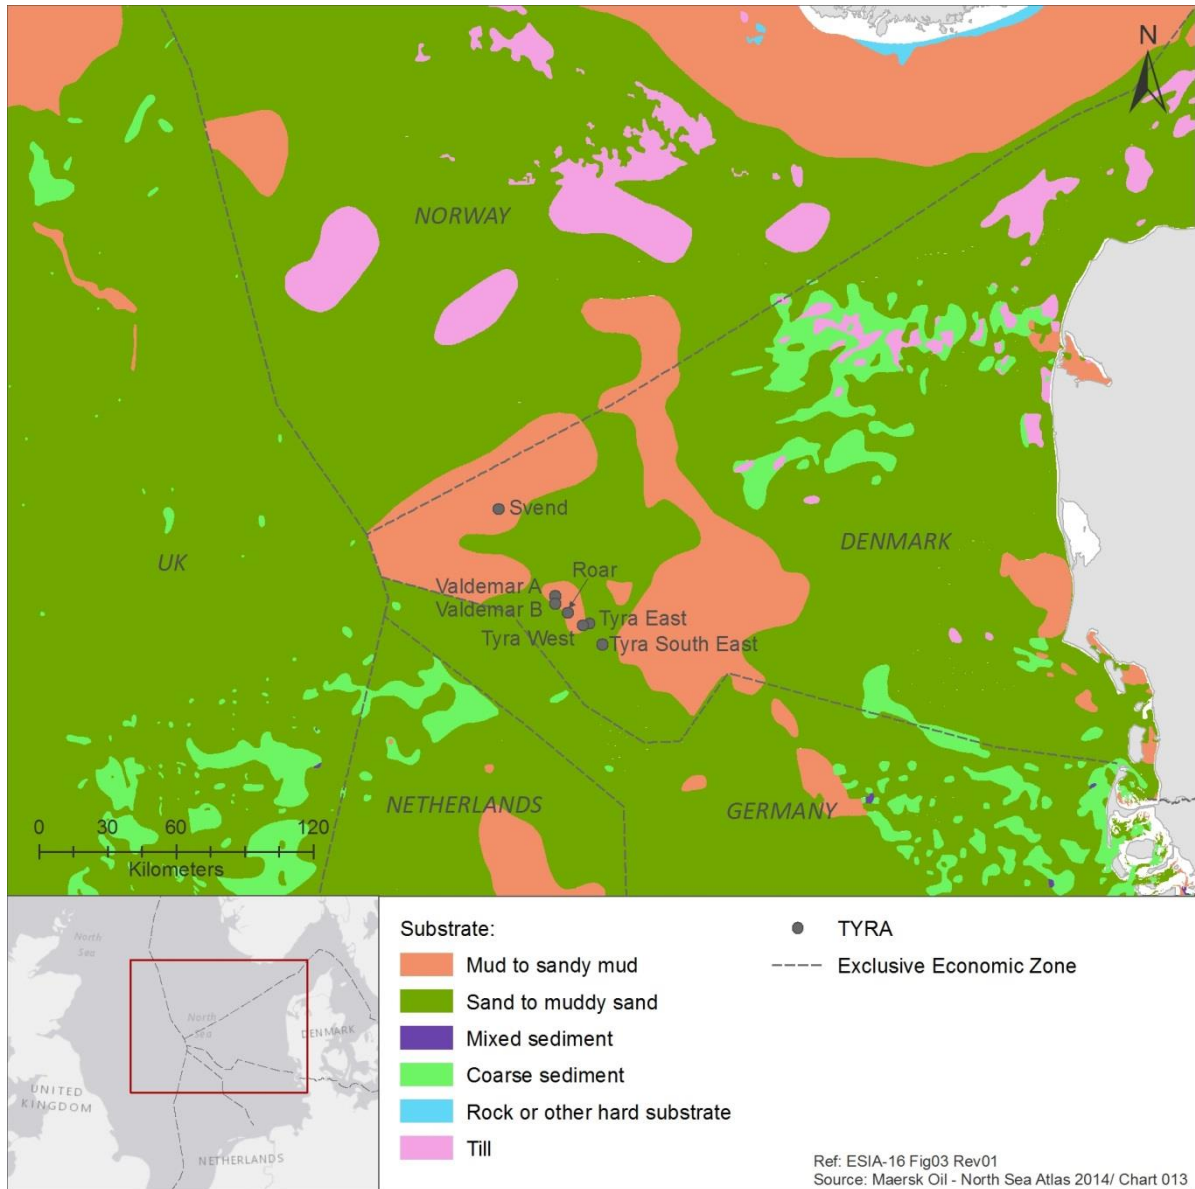 N
NORWAY
Svend
UK
DENMARK
Roar
Valdemar A
Valdemar B
Tyra East
Tyra West
Tyra South East
NETHERLANDS
GERMANY
0 30 60 120
Kilometers
North
Sea
North
Sea
DENMARK
UNITED
KINGDOM
NETHERLANDS
Substrate:
Mud to sandy mud
Sand to muddy sand
Mixed sediment
Coarse sediment
Rock or other hard substrate
Till
TYRA
Exclusive Economic Zone
Ref: ESIA-16 Fig03 Rev01
Source: Maersk Oil - North Sea Atlas 2014/ Chart 013